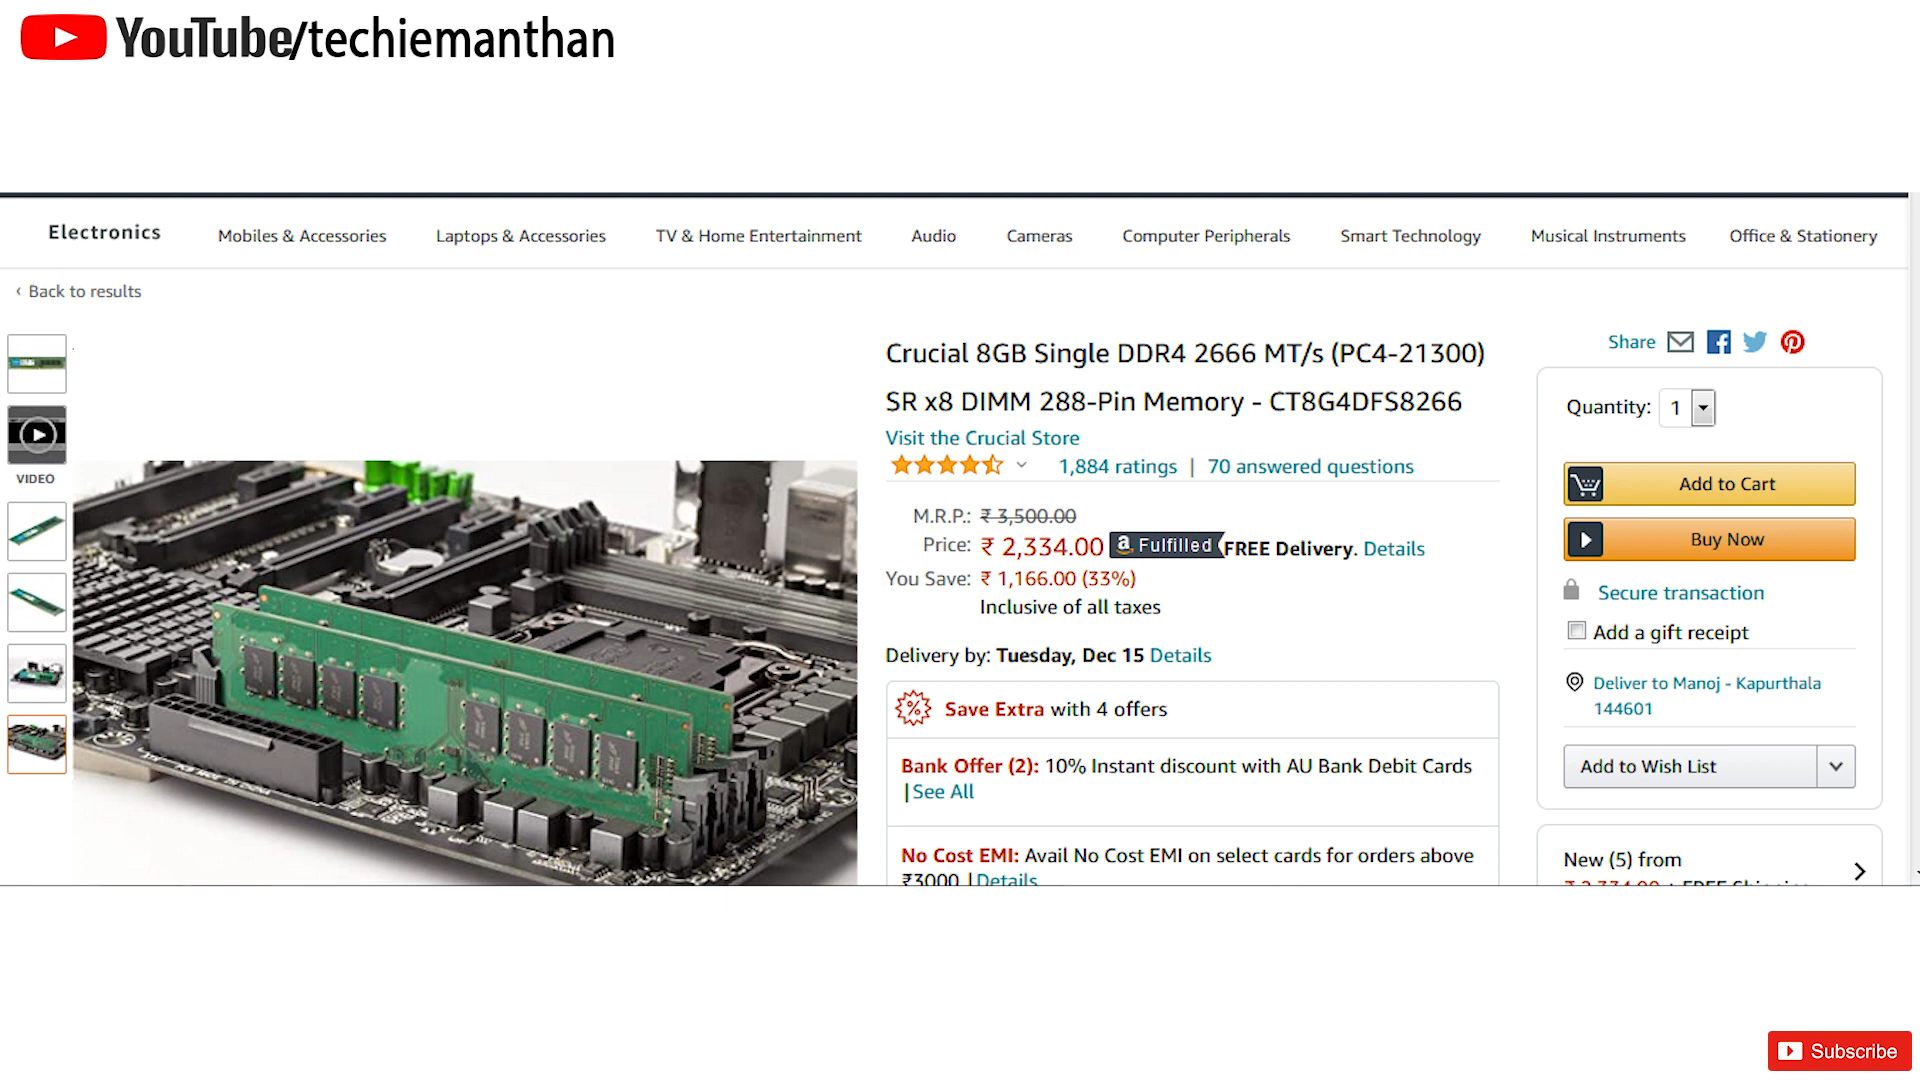 YouTube/techiemanthan
Electronics
Mobiles & Accessories
Laptops & Accessories
TV & Home Entertainment
Audio
Cameras
Computer Peripherals
Smart Technology
Musical Instruments
Office & Stationery
‹ Back to results
VIDEO
Crucial 8GB Single DDR4 2666 MT/s (PC4-21300)
SR x8 DIMM 288-Pin Memory - CT8G4DFS8266
Visit the Crucial Store
1,884 ratings | 70 answered questions
M.R.P.: ₹ 3,500.00
Price: ₹ 2,334.00 a Fulfilled FREE Delivery. Details
You Save: ₹ 1,166.00 (33%)
Inclusive of all taxes
Delivery by: Tuesday, Dec 15 Details
% Save Extra with 4 offers
Bank Offer (2): 10% Instant discount with AU Bank Debit Cards
|See All
No Cost EMI: Avail No Cost EMI on select cards for orders above
₹3000 |Details
Share
Quantity: 1
Add to Cart
Buy Now
Secure transaction
Add a gift receipt
Deliver to Manoj - Kapurthala
144601
Add to Wish List
New (5) from
₹ 2,334.00 + FREE Shipping
Subscribe